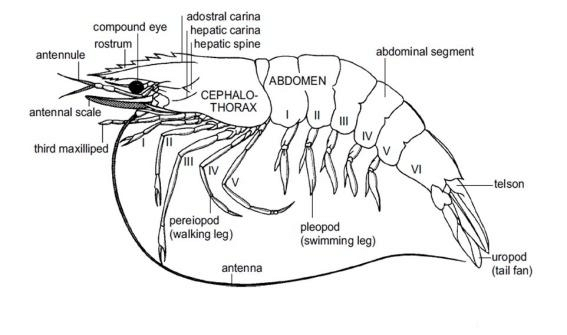 adostral carina
hepatic carina
hepatic spine
compound eye
rostrum
antennule
abdominal segment
CEPHALO-
THORAX
ABDOMEN
antennal scale
third maxilliped
I
II
III
IV
V
I
II
III
IV
V
VI
telson
pereiopod
(walking leg)
pleopod
(swimming leg)
uropod
(tail fan)
antenna